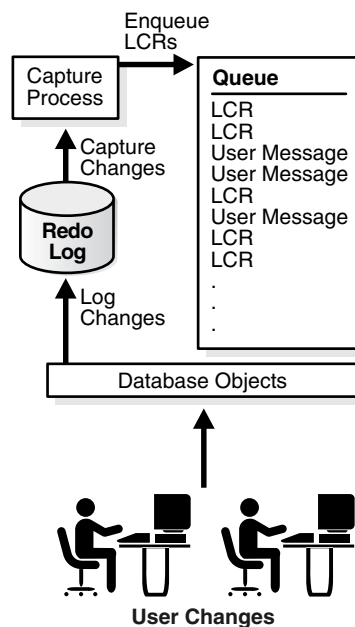 Enqueue
LCRs
Capture
Process
Queue
LCR
LCR
User Message
User Message
LCR
User Message
LCR
LCR
.
.
.
Capture
Changes
Redo
Log
Log
Changes
Database Objects
User Changes